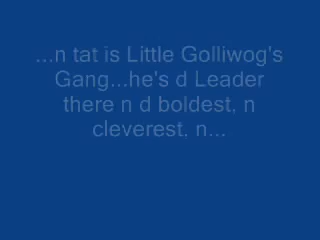 ...n tat is Little Golliwog's
Gang...he's d Leader
there n d boldest, n
cleverest, n...